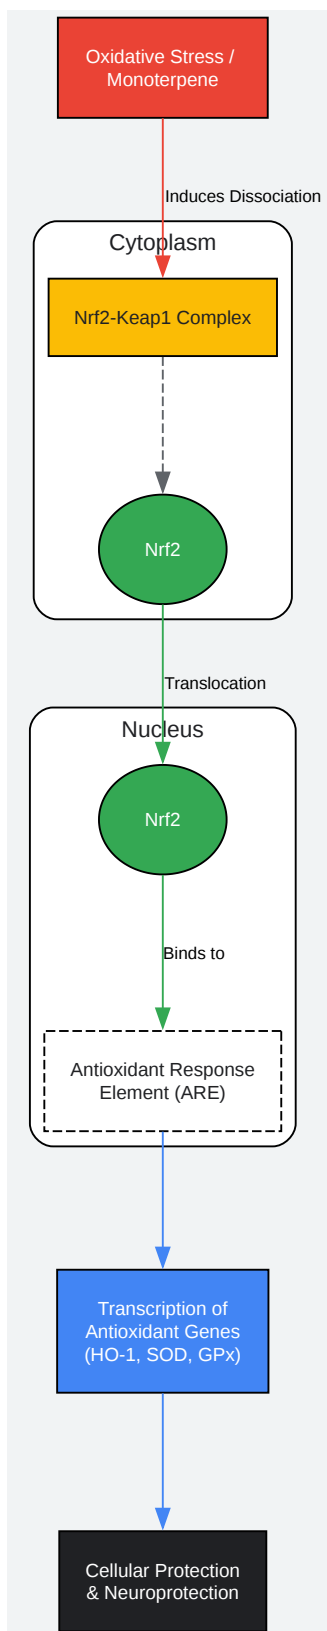 Oxidative Stress /
Monoterpene
Induces Dissociation
Cytoplasm
Nrf2-Keap1 Complex
Nrf2
Translocation
Nucleus
Nrf2
Binds to
Antioxidant Response
Element (ARE)
Transcription of
Antioxidant Genes
(HO-1, SOD, GPx)
Cellular Protection
& Neuroprotection